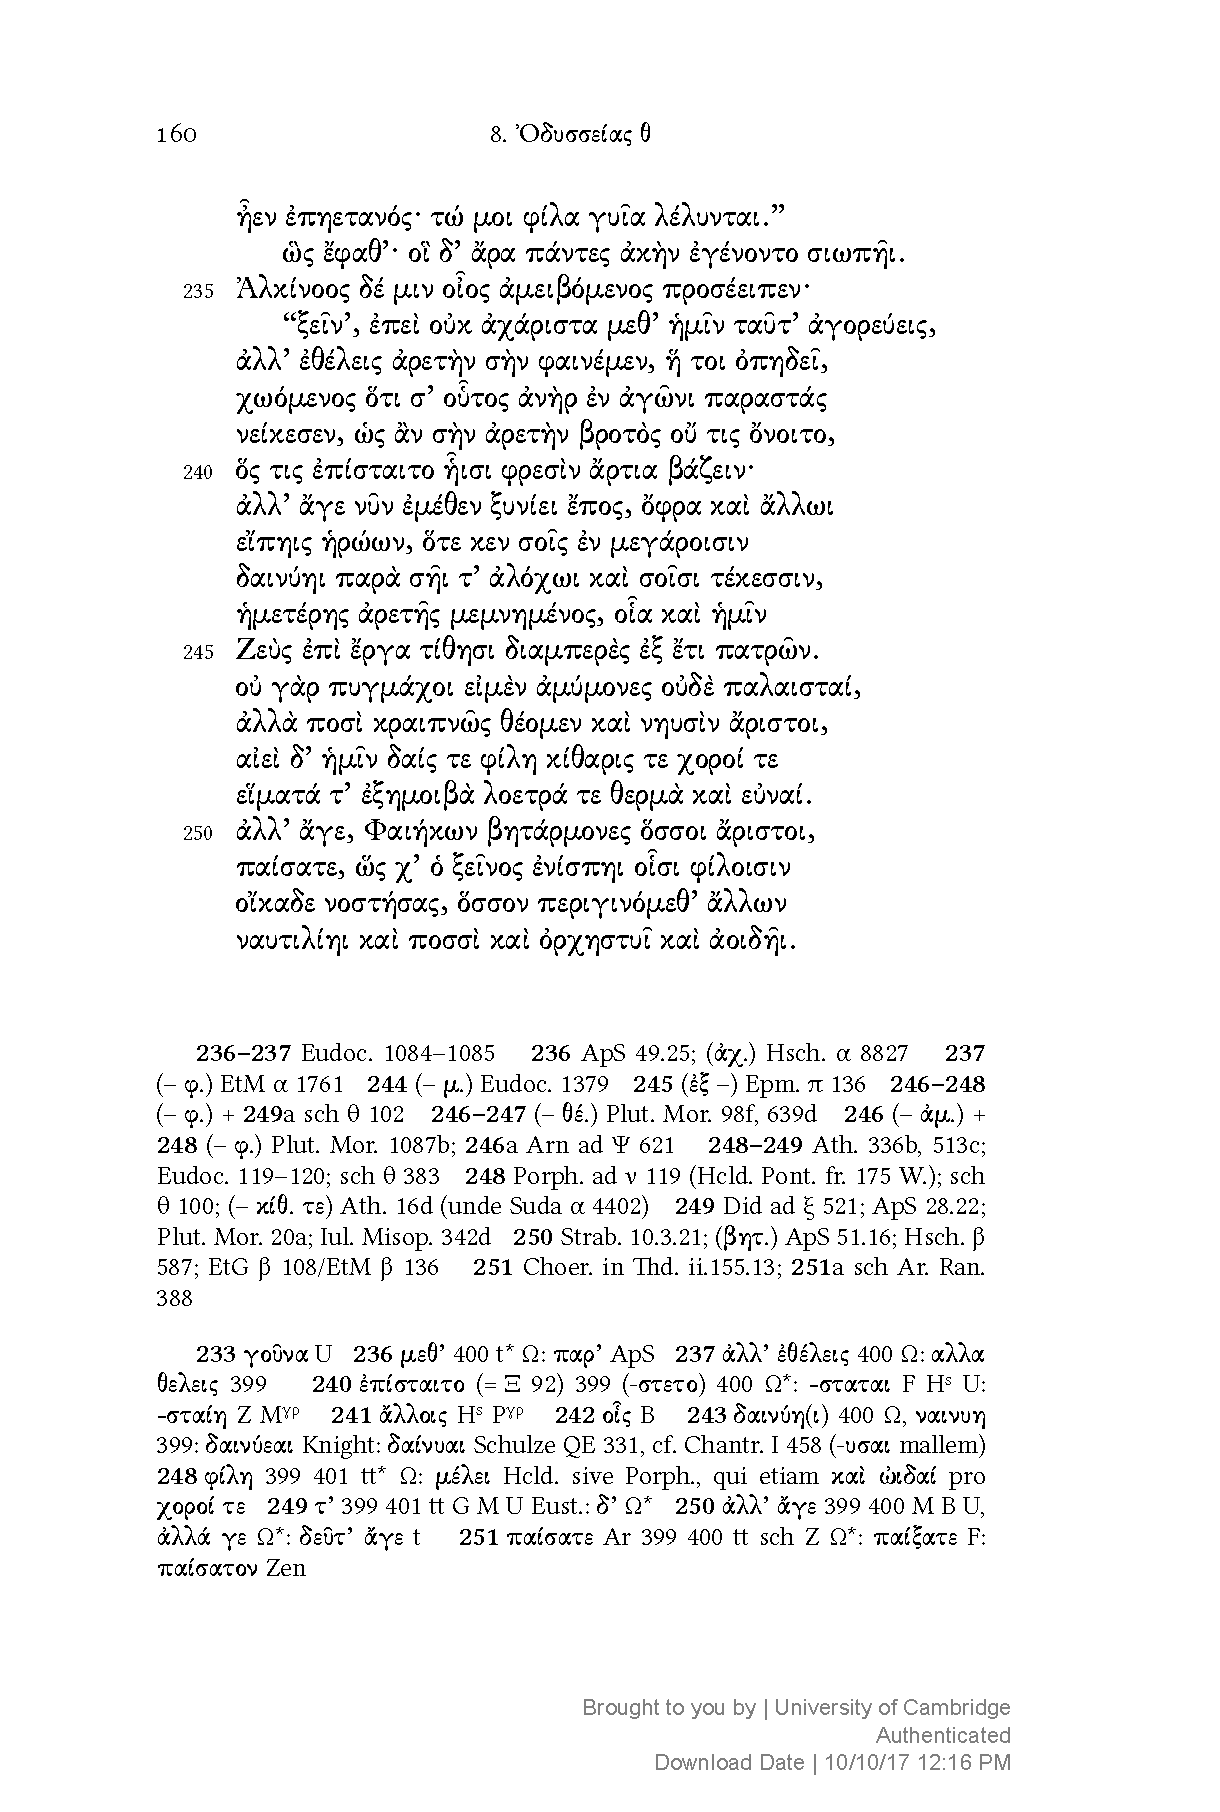 160 8. Ὀδυσσείας θ
ἦεν ἐπηετανός· τώ μοι φίλα γυῖα λέλυνται.”
ὣς ἔφαθ’· οἳ δ’ ἄρα πάντες ἀκὴν ἐγένοντο σιωπῆι.
235 Ἀλκίνοος δέ μιν οἶος ἀμειβόμενος προσέειπεν·
“ξεῖν’, ἐπεὶ οὐκ ἀχάριστα μεθ’ ἡμῖν ταῦτ’ ἀγορεύεις,
ἀλλ’ ἐθέλεις ἀρετὴν σὴν φαινέμεν, ἥ τοι ὀπηδεῖ,
χωόμενος ὅτι σ’ οὗτος ἀνὴρ ἐν ἀγῶνι παραστάς
νείκεσεν, ὡς ἂν σὴν ἀρετὴν βροτὸς οὔ τις ὄνοιτο,
240 ὅς τις ἐπίσταιτο ἧισι φρεσὶν ἄρτια βάζειν·
ἀλλ’ ἄγε νῦν ἐμέθεν ξυνίει ἔπος, ὄφρα καὶ ἄλλωι
εἴπηις ἡρώων, ὅτε κεν σοῖς ἐν μεγάροισιν
δαινύηι παρὰ σῆι τ’ ἀλόχωι καὶ σοῖσι τέκεσσιν,
ἡμετέρης ἀρετῆς μεμνημένος, οἷα καὶ ἡμῖν
245 Ζεὺς ἐπὶ ἔργα τίθησι διαμπερὲς ἐξ ἔτι πατρῶν.
οὐ γὰρ πυγμάχοι εἰμὲν ἀμύμονες οὐδὲ παλαισταί,
ἀλλὰ ποσὶ κραιπνῶς θέομεν καὶ νηυσὶν ἄριστοι,
αἰεὶ δ’ ἡμῖν δαίς τε φίλη κίθαρις τε χοροί τε
εἵματά τ’ ἐξημοιβὰ λοετρά τε θερμὰ καὶ εὐναί.
250 ἀλλ’ ἄγε, Φαιήκων βητάρμονες ὅσσοι ἄριστοι,
παίσατε, ὥς χ’ ὁ ξεῖνος ἐνίσπηι οἷσι φίλοισιν
οἴκαδε νοστήσας, ὅσσον περιγινόμεθ’ ἄλλων
ναυτιλίηι καὶ ποσσὶ καὶ ὀρχηστυῖ καὶ ἀοιδῆι.
236–237 Eudoc. 1084–1085 236 ApS 49.25; (ἀχ.) Hsch. α 8827 237
(– φ.) EtM α 1761 244 (– μ.) Eudoc. 1379 245 (ἐξ –) Epm. π 136 246–248
(– φ.) + 249a sch θ 102 246–247 (– θέ.) Plut. Mor. 98f, 639d 246 (– ἀμ.) +
248 (– φ.) Plut. Mor. 1087b; 246a Arn ad Ψ 621 248–249 Ath. 336b, 513c;
Eudoc. 119–120; sch θ 383 248 Porph. ad ν 119 (Hcld. Pont. fr. 175 W.); sch
θ 100; (– κίθ. τε) Ath. 16d (unde Suda α 4402) 249 Did ad ξ 521; ApS 28.22;
Plut. Mor. 20a; Iul. Misop. 342d 250 Strab. 10.3.21; (βητ.) ApS 51.16; Hsch. β
587; EtG β 108/EtM β 136 251 Choer. in Thd. ii.155.13; 251a sch Ar. Ran.
388
233 γοῦνα U 236 μεθ’ 400 t* Ω: παρ’ ApS 237 ἀλλ’ ἐθέλεις 400 Ω: αλλα
θελεις 399 240 ἐπίσταιτο (= Ξ 92) 399 (-στετο) 400 Ω*: -σταται F Hˢ U:
-σταίη Z Mᵞᵖ 241 ἄλλοις Hˢ Pᵞᵖ 242 οἷς B 243 δαινύη(ι) 400 Ω, ναινυη
399: δαινύεαι Knight: δαίνυαι Schulze QE 331, cf. Chantr. I 458 (-υσαι mallem)
248 φίλη 399 401 tt* Ω: μέλει Hcld. sive Porph., qui etiam καὶ ὠιδαί pro
χοροί τε 249 τ’ 399 401 tt G M U Eust.: δ’ Ω* 250 ἀλλ’ ἄγε 399 400 M B U,
ἀλλά γε Ω*: δεῦτ’ ἄγε t 251 παίσατε Ar 399 400 tt sch Z Ω*: παίξατε F:
παίσατον Zen
Brought to you by | University of Cambridge
Authenticated
Download Date | 10/10/17 12:16 PM